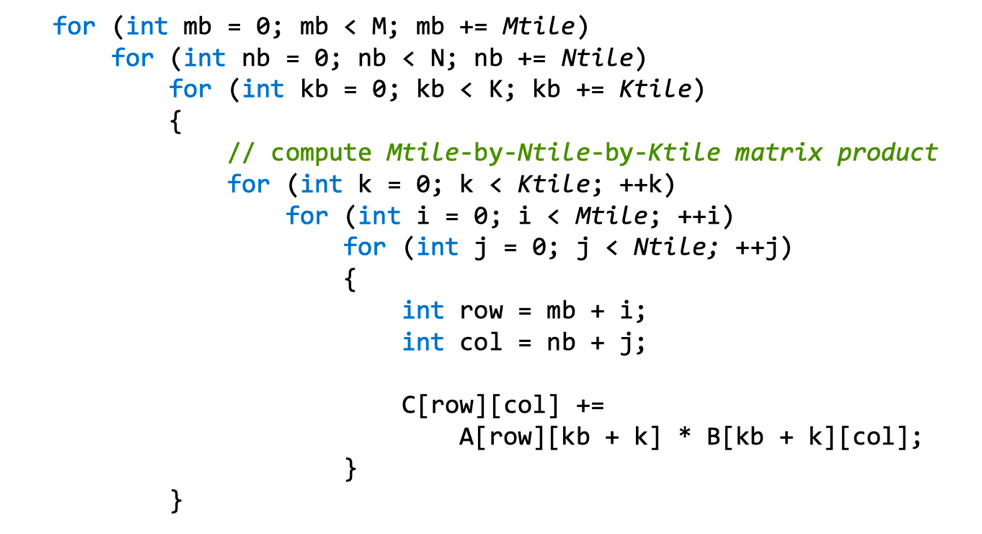 for (int mb = 0; mb < M; mb += Mtile)
for (int nb = 0; nb < N; nb += Ntile)
for (int kb = 0; kb < K; kb += Ktile)
{
// compute Mtile-by-Ntile-by-Ktile matrix product
for (int k = 0; k < Ktile; ++k)
for (int i = 0; i < Mtile; ++i)
for (int j = 0; j < Ntile; ++j)
{
int row = mb + i;
int col = nb + j;
C[row][col] +=
A[row][kb + k] * B[kb + k][col];
}
}